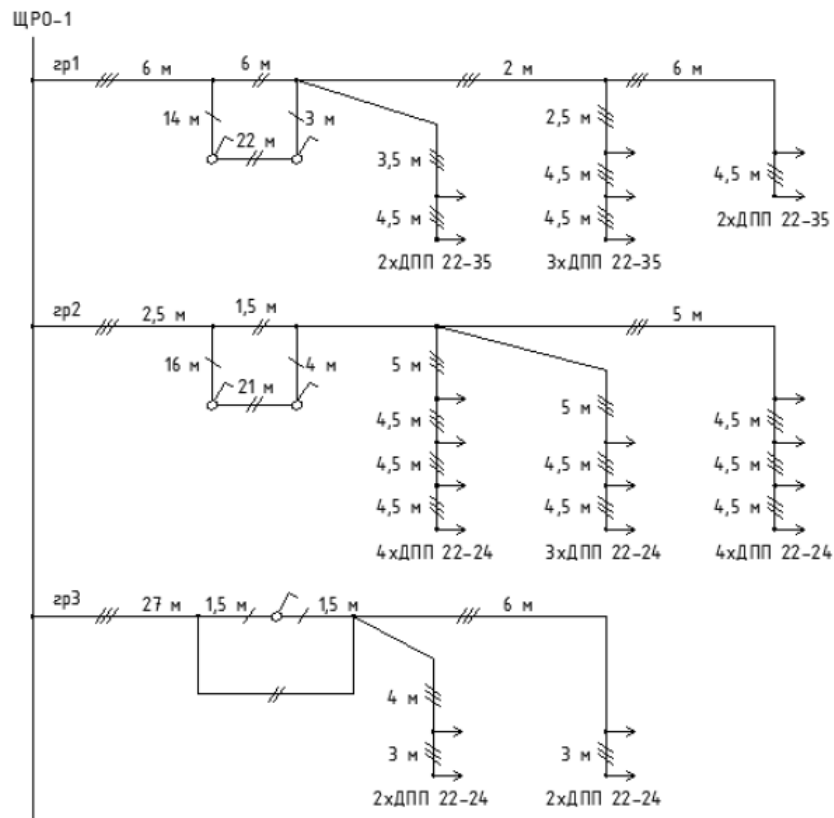 ЩРО-1
гр1
6 м
6 м
2 м
6 м
14 м
3 м
22 м
2,5 м
3,5 м
4,5 м
4,5 м
4,5 м
4,5 м
2хДПП 22-35
3хДПП 22-35
2хДПП 22-35
гр2
2,5 м
1,5 м
5 м
16 м
4 м
21 м
5 м
5 м
4,5 м
4,5 м
4,5 м
4,5 м
4,5 м
4,5 м
4,5 м
4,5 м
4хДПП 22-24
3хДПП 22-24
4хДПП 22-24
гр3
27 м
1,5 м
1,5 м
6 м
4 м
3 м
3 м
2хДПП 22-24
2хДПП 22-24